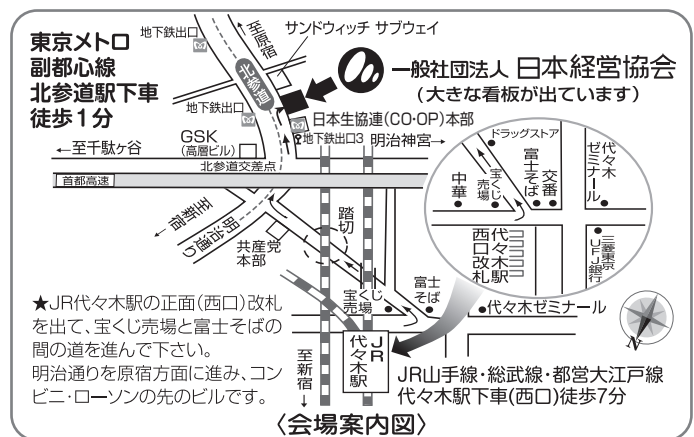 東京メトロ
副都心線
北参道駅下車
徒歩1分
地下鉄出口
至原宿
サンドウィッチ サブウェイ
北参道
一般社団法人 日本経営協会
(大きな看板が出ています)
地下鉄出口
日本生協連(CO・OP)本部
地下鉄出口3
明治神宮→
GSK
(高層ビル)
←至千駄ヶ谷
北参道交差点
首都高速
←至新宿
明治通り
共産党
本部
踏切
ドラッグストア
中華
宝くじ
売場
富士そば
交番
代々木
ゼミナール
代々木駅
西口改札
三菱東京
UFJ銀行
宝くじ
売場
富士
そば
代々木ゼミナール
★JR代々木駅の正面(西口)改札
を出て、宝くじ売場と富士そばの
間の道を進んで下さい。
明治通りを原宿方面に進み、コン
ビニ・ローソンの先のビルです。
至新宿→
JR
代々木駅
N
JR山手線・総武線・都営大江戸線
代々木駅下車(西口)徒歩7分
〈会場案内図〉